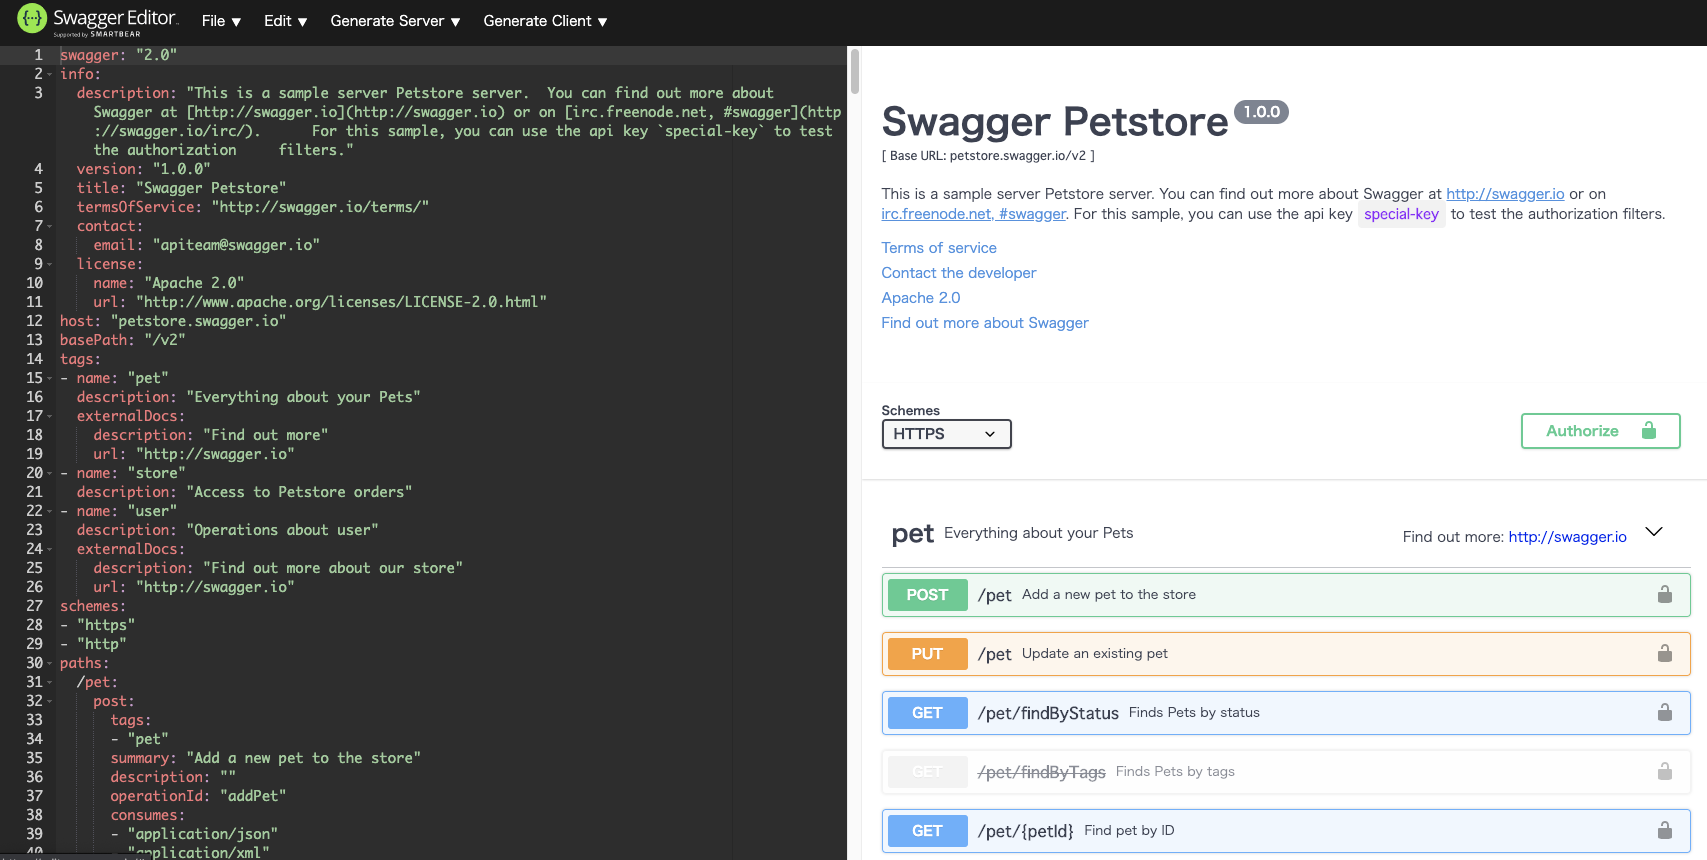 Swagger Editor
Supported by SMARTBEAR
File ▼ Edit ▼ Generate Server ▼ Generate Client ▼
1 swagger: "2.0"
2 info:
3 description: "This is a sample server Petstore server.  You can find out more about
Swagger at [http://swagger.io](http://swagger.io) or on [irc.freenode.net, #swagger](http
://swagger.io/irc/).      For this sample, you can use the api key `special-key` to test
the authorization     filters."
4 version: "1.0.0"
5 title: "Swagger Petstore"
6 termsOfService: "http://swagger.io/terms/"
7 contact:
8 email: "apiteam@swagger.io"
9 license:
10 name: "Apache 2.0"
11 url: "http://www.apache.org/licenses/LICENSE-2.0.html"
12 host: "petstore.swagger.io"
13 basePath: "/v2"
14 tags:
15 - name: "pet"
16 description: "Everything about your Pets"
17 externalDocs:
18 description: "Find out more"
19 url: "http://swagger.io"
20 - name: "store"
21 description: "Access to Petstore orders"
22 - name: "user"
23 description: "Operations about user"
24 externalDocs:
25 description: "Find out more about our store"
26 url: "http://swagger.io"
27 schemes:
28 - "https"
29 - "http"
30 paths:
31 /pet:
32 post:
33 tags:
34 - "pet"
35 summary: "Add a new pet to the store"
36 description: ""
37 operationId: "addPet"
38 consumes:
39 - "application/json"
40 "application/xml"
Swagger Petstore 1.0.0
[ Base URL: petstore.swagger.io/v2 ]
This is a sample server Petstore server. You can find out more about Swagger at http://swagger.io or on
irc.freenode.net, #swagger. For this sample, you can use the api key special-key to test the authorization filters.
Terms of service
Contact the developer
Apache 2.0
Find out more about Swagger
Schemes
HTTPS
Authorize
pet Everything about your Pets
Find out more: http://swagger.io
POST /pet Add a new pet to the store
PUT /pet Update an existing pet
GET /pet/findByStatus Finds Pets by status
GET /pet/findByTags Finds Pets by tags
GET /pet/{petId} Find pet by ID